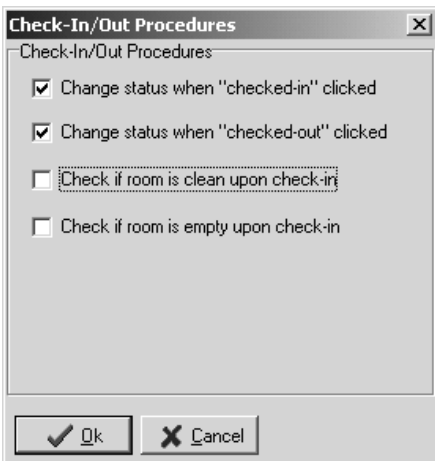 Check-In/Out Procedures
Check-In/Out Procedures
Change status when "checked-in" clicked
Change status when "checked-out" clicked
Check if room is clean upon check-in
Check if room is empty upon check-in
Ok
Cancel